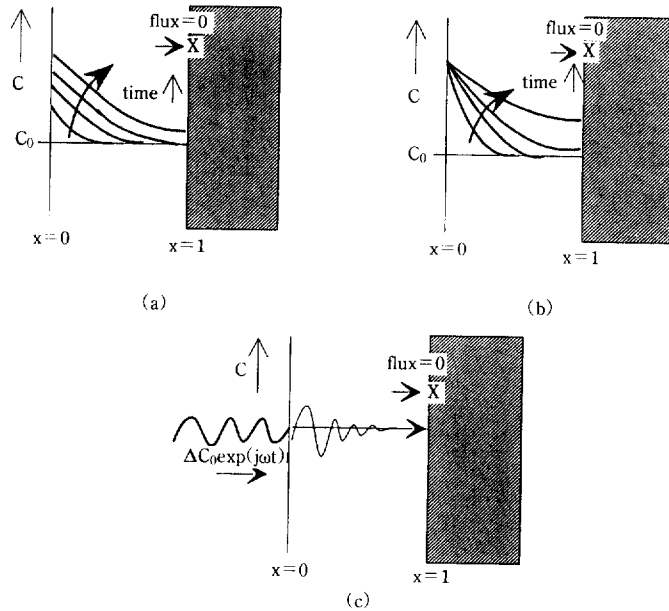 flux=0
X
C
time
C₀
x=0
x=1
(a)
flux=0
X
time
C
C₀
x=0
x=1
(b)
C
flux=0
X
ΔC₀exp(jωt)
x=0
x=1
(c)